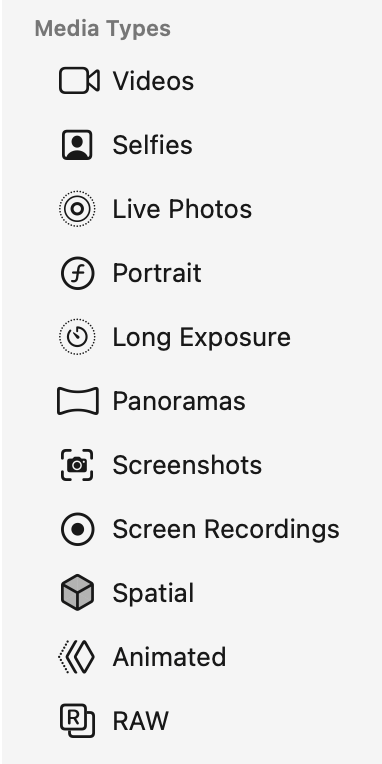 Media Types
Videos
Selfies
Live Photos
Portrait
Long Exposure
Panoramas
Screenshots
Screen Recordings
Spatial
Animated
RAW